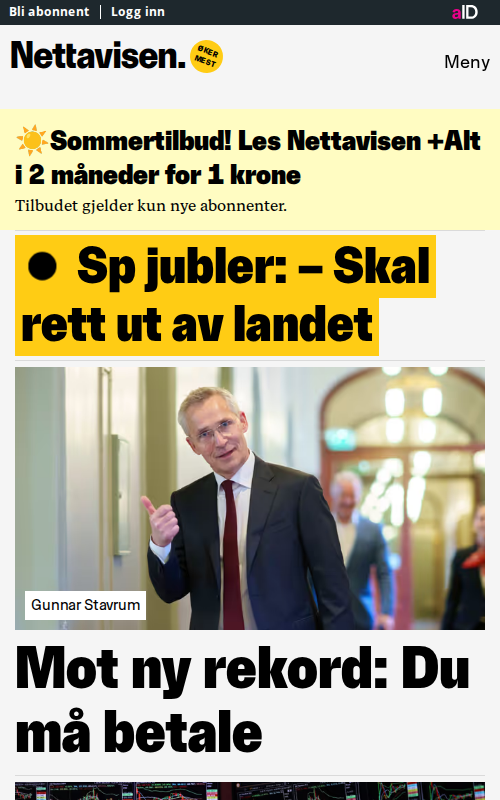 Bli abonnent | Logg inn
aID
Nettavisen.
ØKER
MEST
Meny
☀️Sommertilbud! Les Nettavisen +Alt
i 2 måneder for 1 krone
Tilbudet gjelder kun nye abonnenter.
Sp jubler: – Skal
rett ut av landet
Gunnar Stavrum
Mot ny rekord: Du
må betale